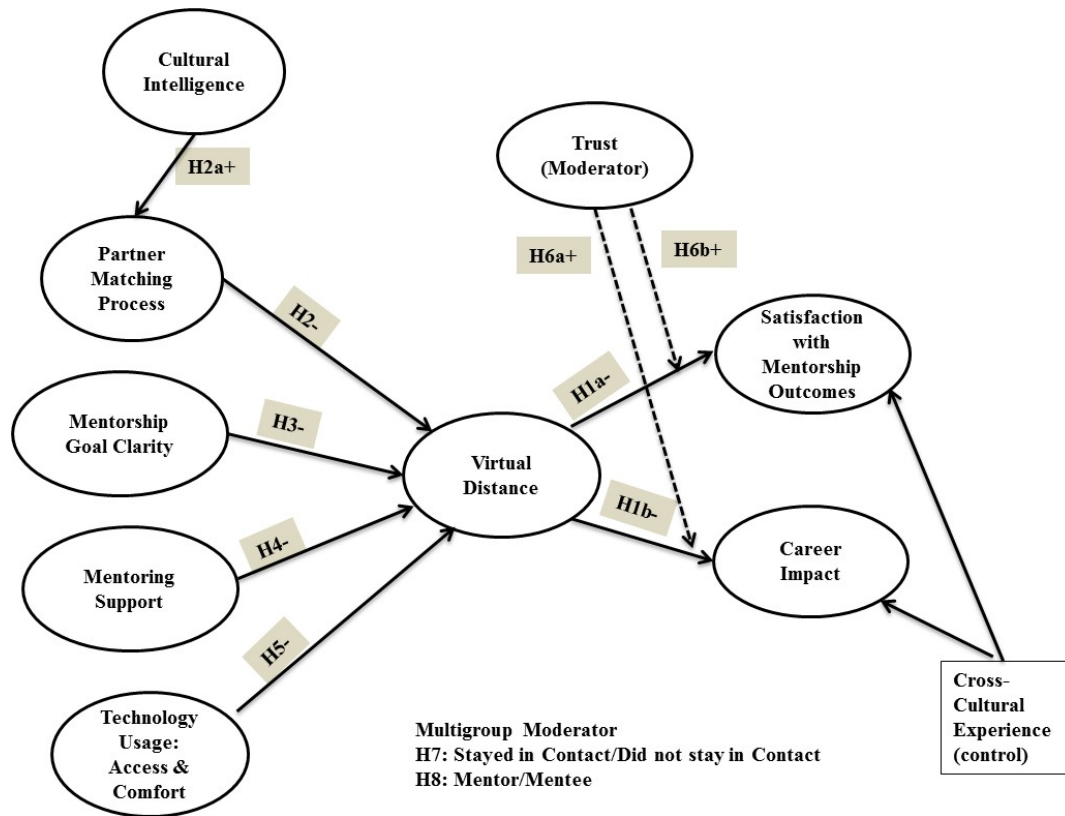 Cultural
Intelligence
H2a+
Trust
(Moderator)
Partner
Matching
Process
H6a+
H6b+
H2-
Satisfaction
with
Mentorship
Outcomes
H1a-
Mentorship
Goal Clarity
H3-
Virtual
Distance
H1b-
Mentoring
Support
H4-
Career
Impact
H5-
Technology
Usage:
Access &
Comfort
Cross-
Cultural
Experience
(control)
Multigroup Moderator
H7: Stayed in Contact/Did not stay in Contact
H8: Mentor/Mentee